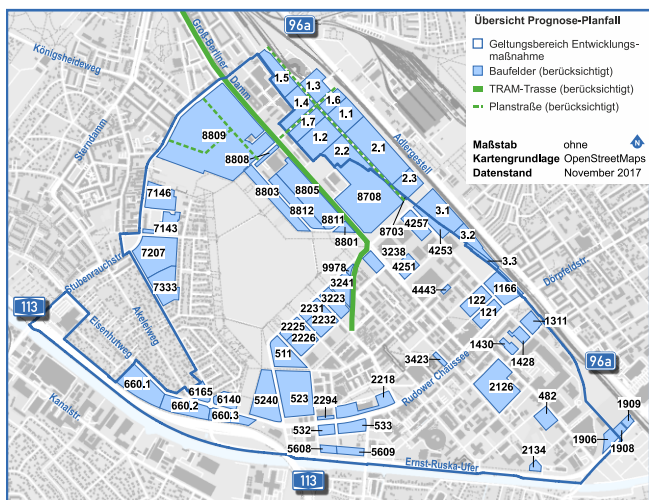 96a
Übersicht Prognose-Planfall
Geltungsbereich Entwicklungs-
maßnahme
Baufelder (berücksichtigt)
TRAM-Trasse (berücksichtigt)
Planstraße (berücksichtigt)
Maßstab ohne
Kartengrundlage OpenStreetMaps
Datenstand November 2017
N
Groß-Berliner
Damm
Königsheideweg
Sterndamm
Adlergestell
1.5
1.3
1.4
1.6
1.7
1.1
1.2
2.2
2.1
2.3
8809
8808
8803
8805
8812
8811
8801
8708
8703
3.1
3.2
3.3
4257
4253
7146
7143
7207
7333
Stubenrauchstr.
Dörpfeldstr.
9978
3238
4251
3241
3223
4443
1166
122
121
1311
2231
2232
2225
2226
511
1430
1428
113
Eisenhutweg
Akeleiweg
3423
Rudower Chaussee
96a
660.1
6165
660.2
6140
660.3
5240
523
2294
2218
2126
482
1909
532
533
Kanalstr.
5608
5609
2134
1906
1908
Ernst-Ruska-Ufer
113